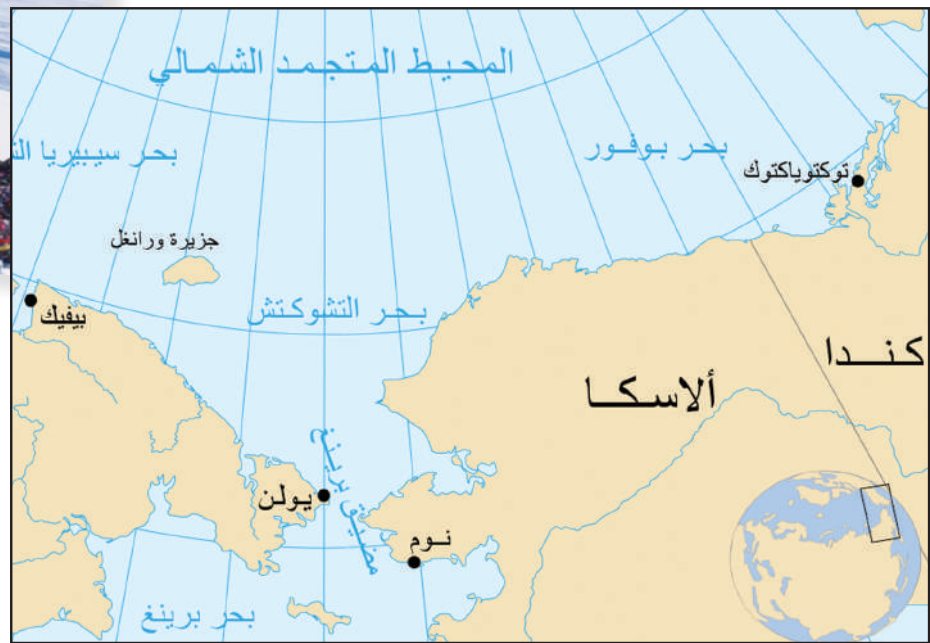 المحيط المتجمد الشمالي
بحر بوفور
بحر سيبيريا
توكتوياكتوك
جزيرة ورانغل
بيفيك
بحر التشوكتش
كندا
ألاسكا
مضيق برينغ
يولن
نوم
بحر برينغ